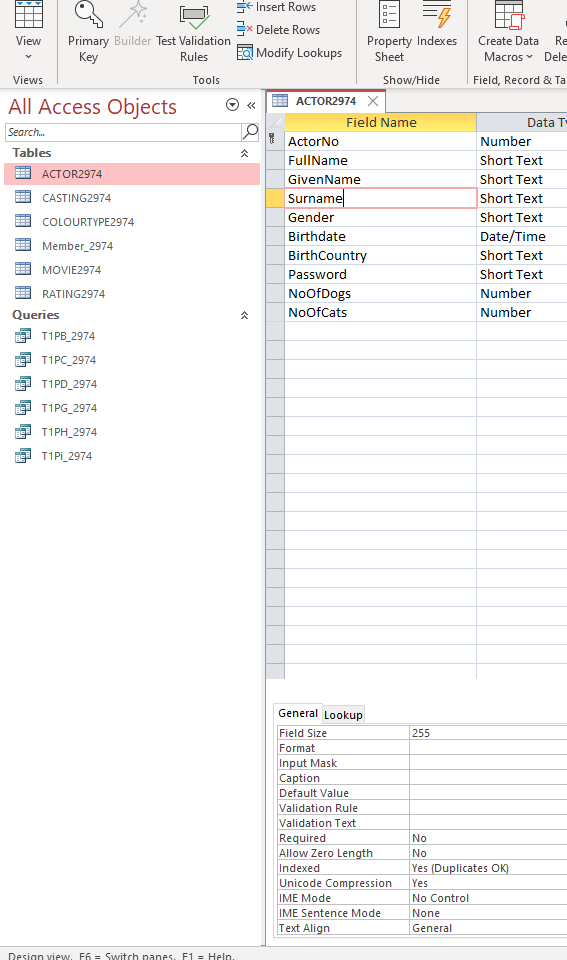 Insert Rows
Delete Rows
Modify Lookups
View
Primary Key
Builder
Test Validation Rules
Property Sheet
Indexes
Create Data Macros
Views
Tools
Show/Hide
Field, Record & Ta
All Access Objects
Search...
Tables
ACTOR2974
CASTING2974
COLOURTYPE2974
Member_2974
MOVIE2974
RATING2974
Queries
T1PB_2974
T1PC_2974
T1PD_2974
T1PG_2974
T1PH_2974
T1Pi_2974
ACTOR2974
Field Name Data Ty
ActorNo Number
FullName Short Text
GivenName Short Text
Surname Short Text
Gender Short Text
Birthdate Date/Time
BirthCountry Short Text
Password Short Text
NoOfDogs Number
NoOfCats Number
General Lookup
Field Size 255
Format
Input Mask
Caption
Default Value
Validation Rule
Validation Text
Required No
Allow Zero Length No
Indexed Yes (Duplicates OK)
Unicode Compression Yes
IME Mode No Control
IME Sentence Mode None
Text Align General
Design view. F6 = Switch panes. F1 = Help.